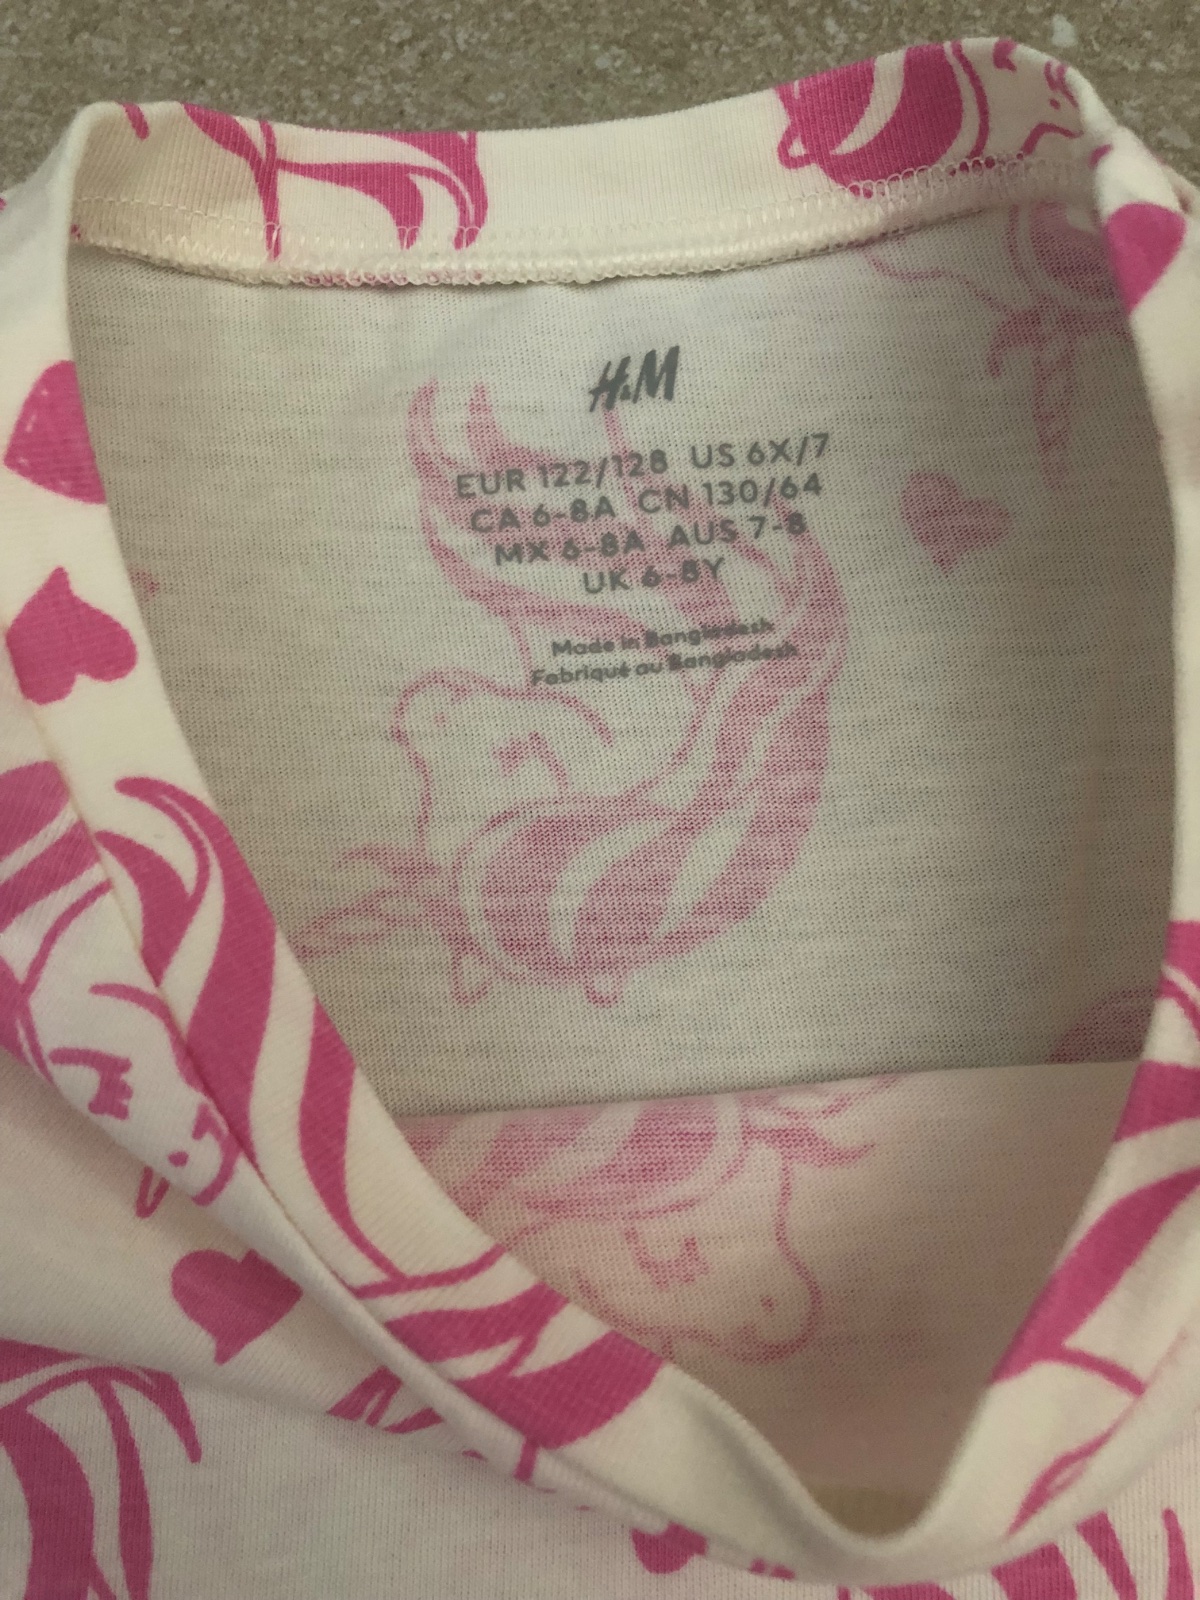 H&M
EUR 122/128 US 6X/7
CA 6-8A CN 130/64
MX 6-8A AUS 7-8
UK 6-8Y
Made in Bangladesh
Fabriqué au Bangladesh